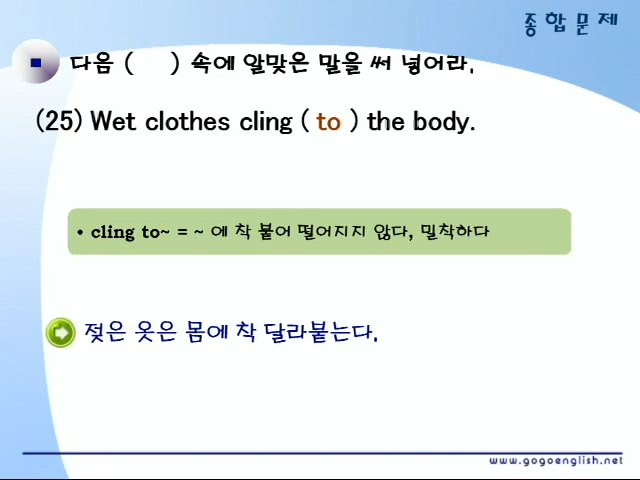 종합문제
다음 (    ) 속에 알맞은 말을 써 넣어라.
(25) Wet clothes cling ( to ) the body.
• cling to~ = ~ 에 착 붙어 떨어지지 않다, 밀착하다
젖은 옷은 몸에 착 달라붙는다.
www.gogoenglish.net